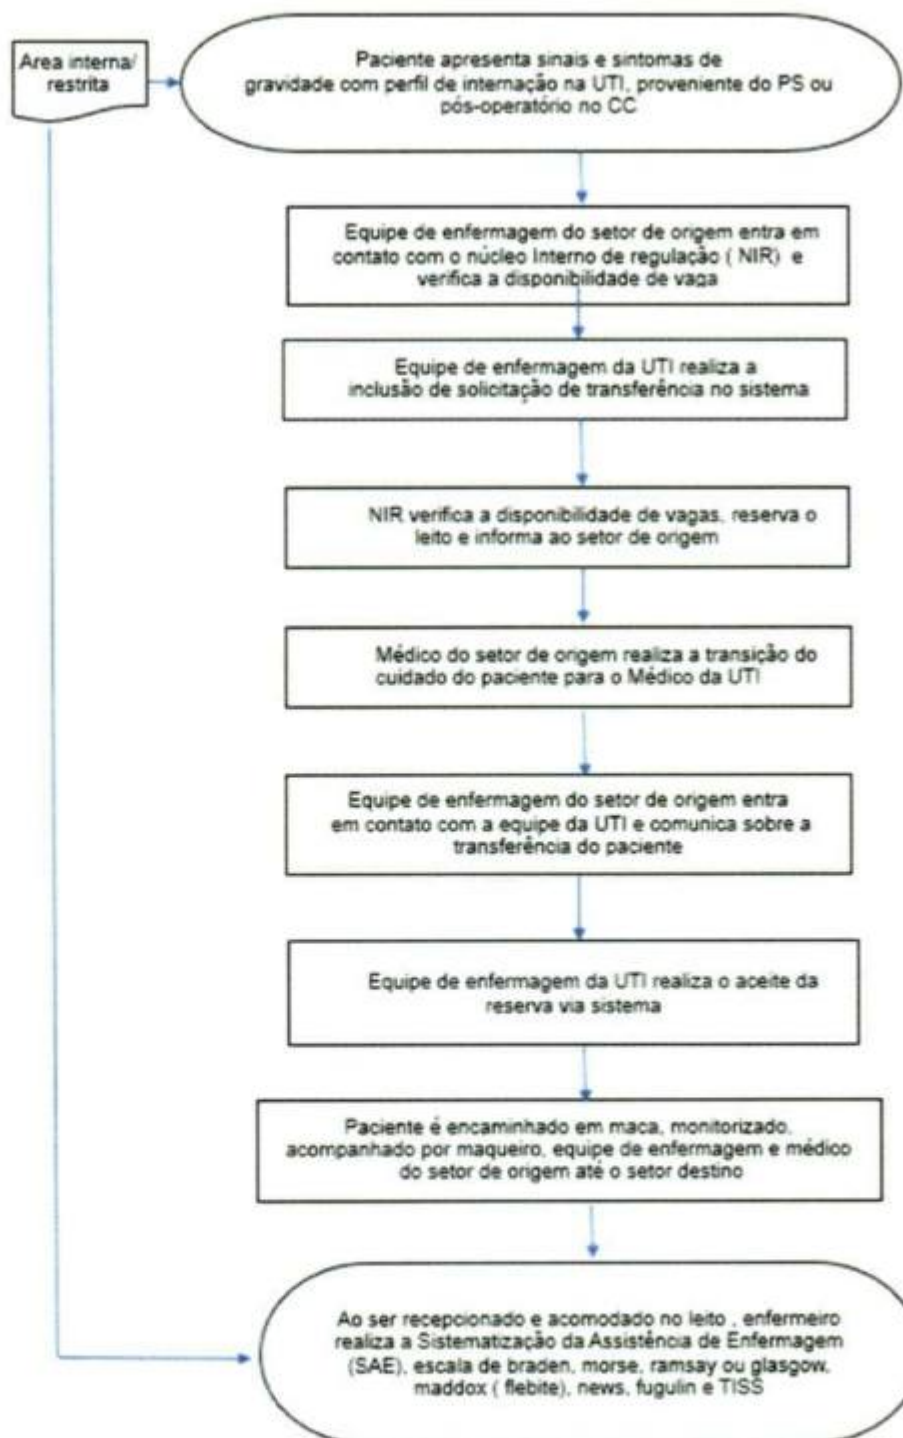 Area interna/
restrita
Paciente apresenta sinais e sintomas de
gravidade com perfil de internação na UTI, proveniente do PS ou
pós-operatório no CC
Equipe de enfermagem do setor de origem entra em
contato com o núcleo Interno de regulação ( NIR) e
verifica a disponibilidade de vaga
Equipe de enfermagem da UTI realiza a
inclusão de solicitação de transferência no sistema
NIR verifica a disponibilidade de vagas, reserva o
leito e informa ao setor de origem
Médico do setor de origem realiza a transição do
cuidado do paciente para o Médico da UTI
Equipe de enfermagem do setor de origem entra
em contato com a equipe da UTI e comunica sobre a
transferência do paciente
Equipe de enfermagem da UTI realiza o aceite da
reserva via sistema
Paciente é encaminhado em maca, monitorizado,
acompanhado por maqueiro, equipe de enfermagem e médico
do setor de origem até o setor destino
Ao ser recepcionado e acomodado no leito , enfermeiro
realiza a Sistematização da Assistência de Enfermagem
(SAE), escala de braden, morse, ramsay ou glasgow,
maddox ( flebite), news, fugulin e TISS